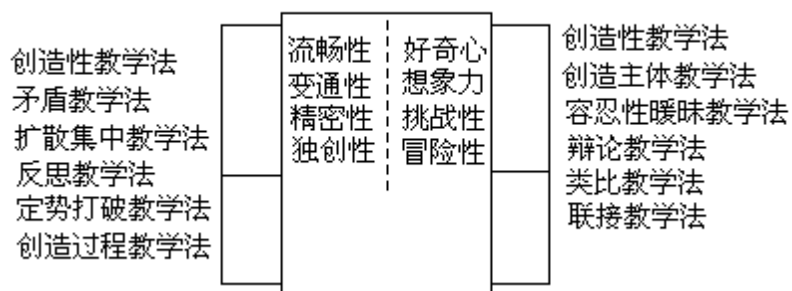 创造性教学法
矛盾教学法
扩散集中教学法
反思教学法
定势打破教学法
创造过程教学法
流畅性
变通性
精密性
独创性
好奇心
想象力
挑战性
冒险性
创造性教学法
创造主体教学法
容忍性暖昧教学法
辩论教学法
类比教学法
联接教学法